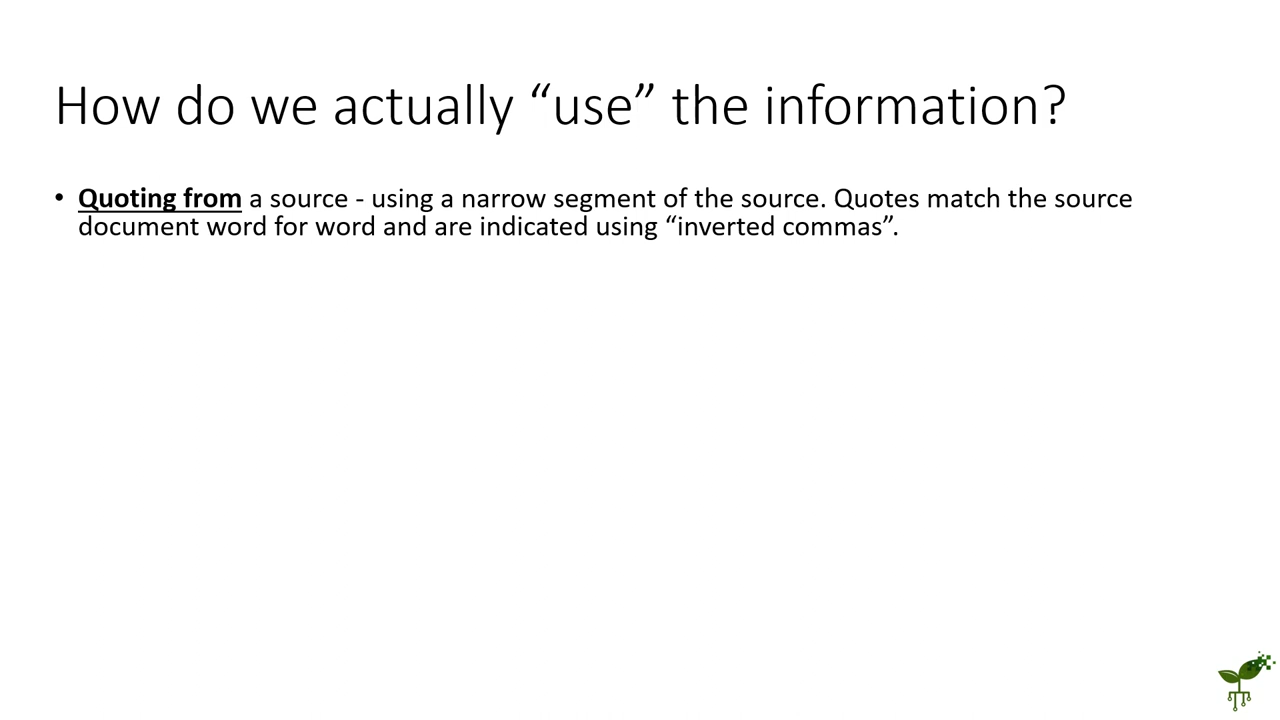 How do we actually “use” the information?
• Quoting from a source - using a narrow segment of the source. Quotes match the source
document word for word and are indicated using “inverted commas”.